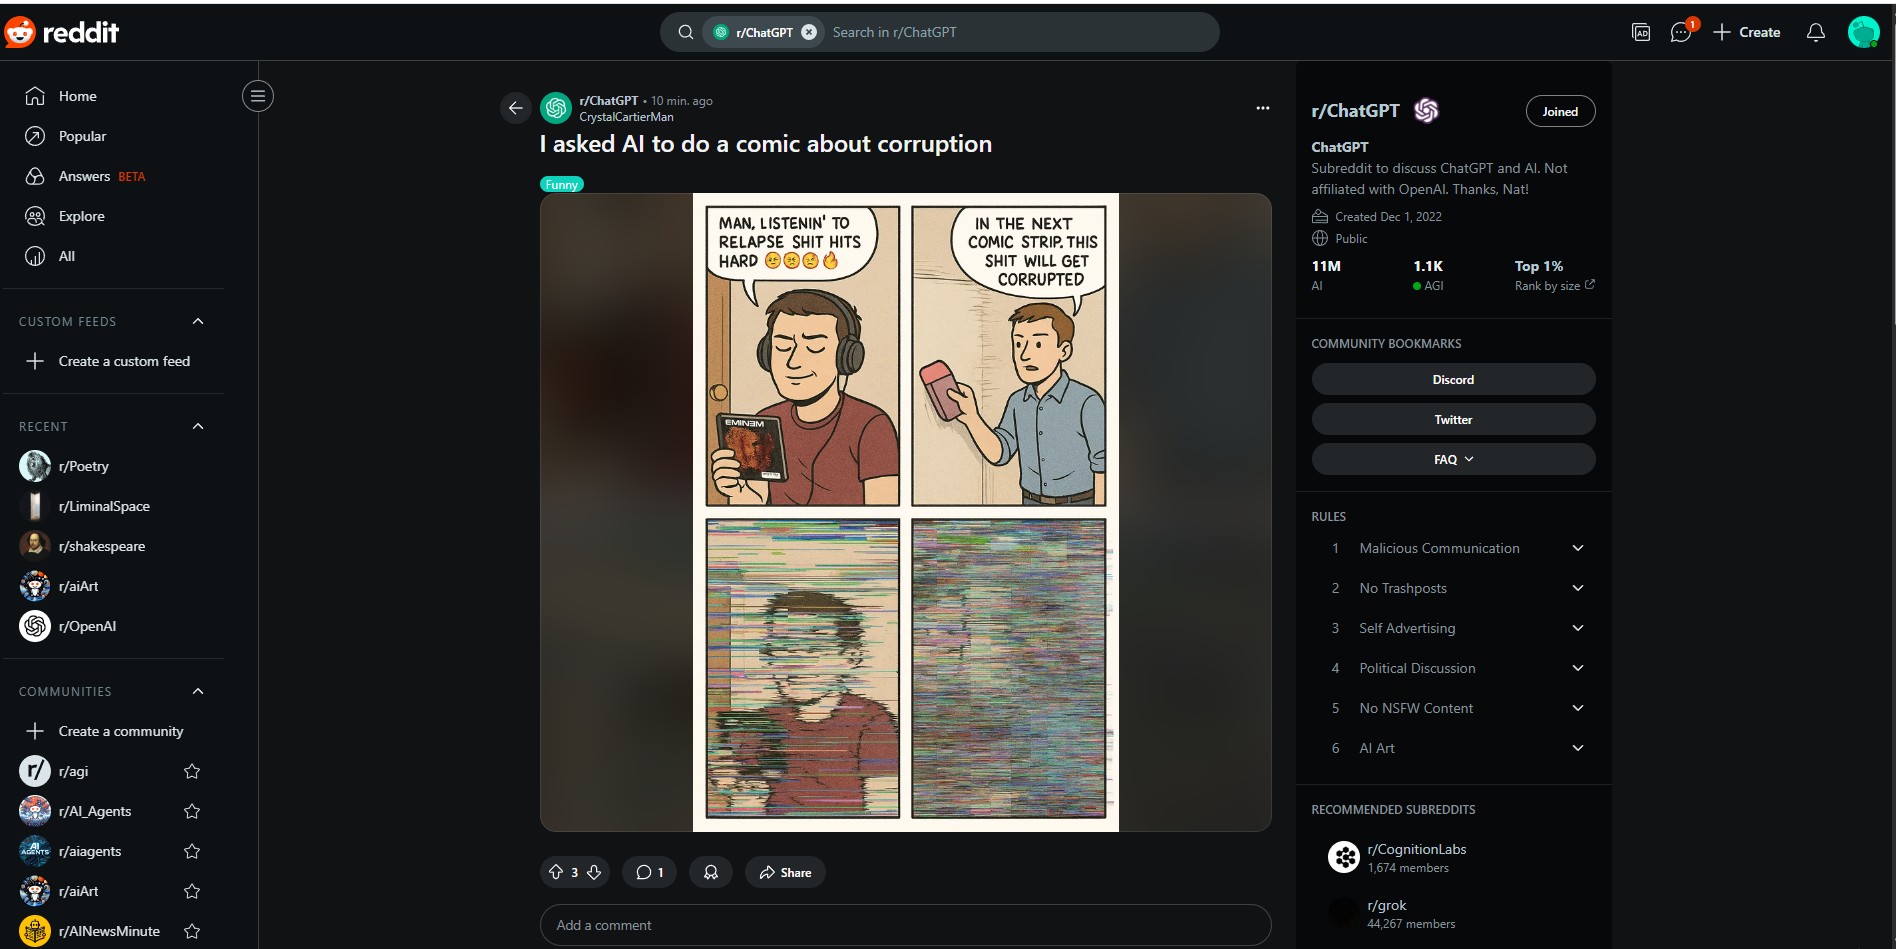 reddit
r/ChatGPT
Search in r/ChatGPT
AD
1
Create
Home
Popular
Answers BETA
Explore
All
CUSTOM FEEDS
Create a custom feed
RECENT
r/Poetry
r/LiminalSpace
r/shakespeare
r/aiArt
r/OpenAI
COMMUNITIES
Create a community
r/
r/agi
r/AI_Agents
AI
AGENTS
r/aiagents
r/aiArt
r/AINewsMinute
r/ChatGPT • 10 min. ago
CrystalCartierMan
I asked AI to do a comic about corruption
Funny
MAN, LISTENIN' TO
RELAPSE SHIT HITS
HARD 😔😣😠🔥
IN THE NEXT
COMIC STRIP, THIS
SHIT WILL GET
CORRUPTED
EMINEM
3
1
Share
Add a comment
r/ChatGPT
Joined
ChatGPT
Subreddit to discuss ChatGPT and AI. Not
affiliated with OpenAI. Thanks, Nat!
Created Dec 1, 2022
Public
11M 1.1K Top 1%
AI AGI Rank by size
COMMUNITY BOOKMARKS
Discord
Twitter
FAQ
RULES
1 Malicious Communication
2 No Trashposts
3 Self Advertising
4 Political Discussion
5 No NSFW Content
6 AI Art
RECOMMENDED SUBREDDITS
r/CognitionLabs
1,674 members
r/grok
44,267 members